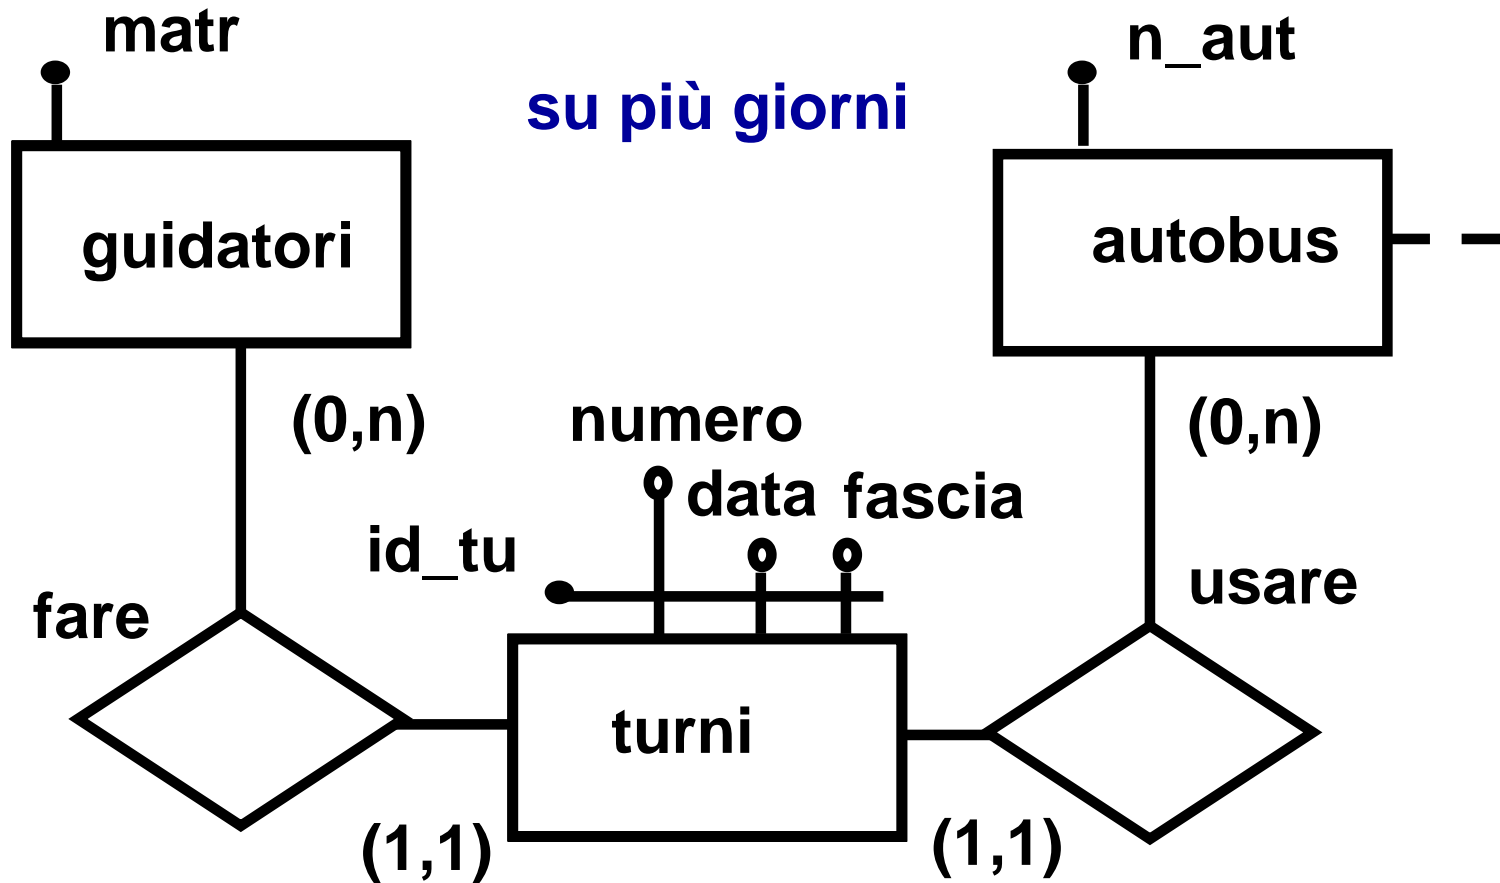 matr
n_aut
su più giorni
guidatori
autobus
(0,n)
(0,n)
numero
data
fascia
id_tu
fare
usare
turni
(1,1)
(1,1)